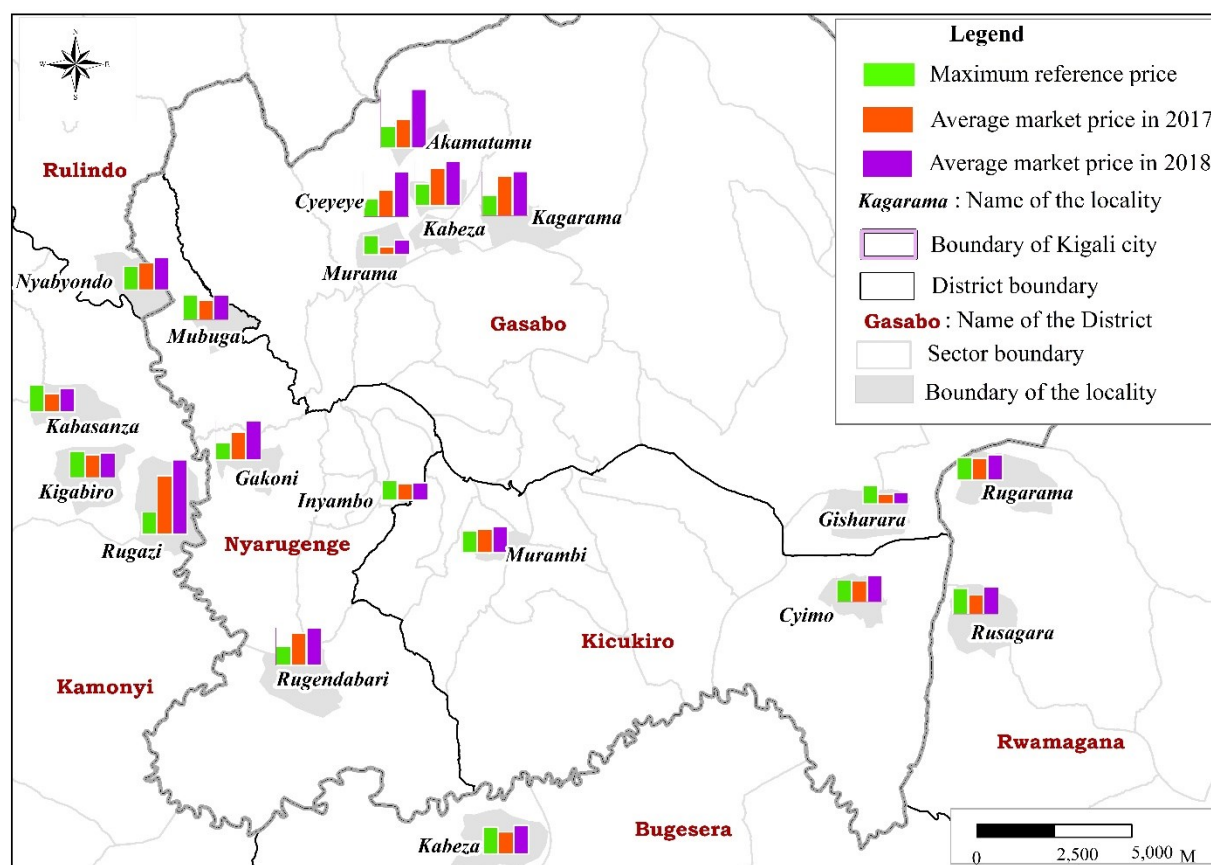 N
W E
S
Legend
Maximum reference price
Average market price in 2017
Average market price in 2018
Kagarama : Name of the locality
Boundary of Kigali city
District boundary
Gasabo : Name of the District
Sector boundary
Boundary of the locality
Akamatamu
Rulindo
Cyeyeye
Kagarama
Kabeza
Murama
Nyabyondo
Mubuga
Gasabo
Kabasanza
Gakoni
Kigabiro
Inyambo
Rugarama
Gisharara
Rugazi
Nyarugenge
Murambi
Cyimo
Rusagara
Kicukiro
Rugendabari
Kamonyi
Rwamagana
Bugesera
Kabeza
0 2,500 5,000 M